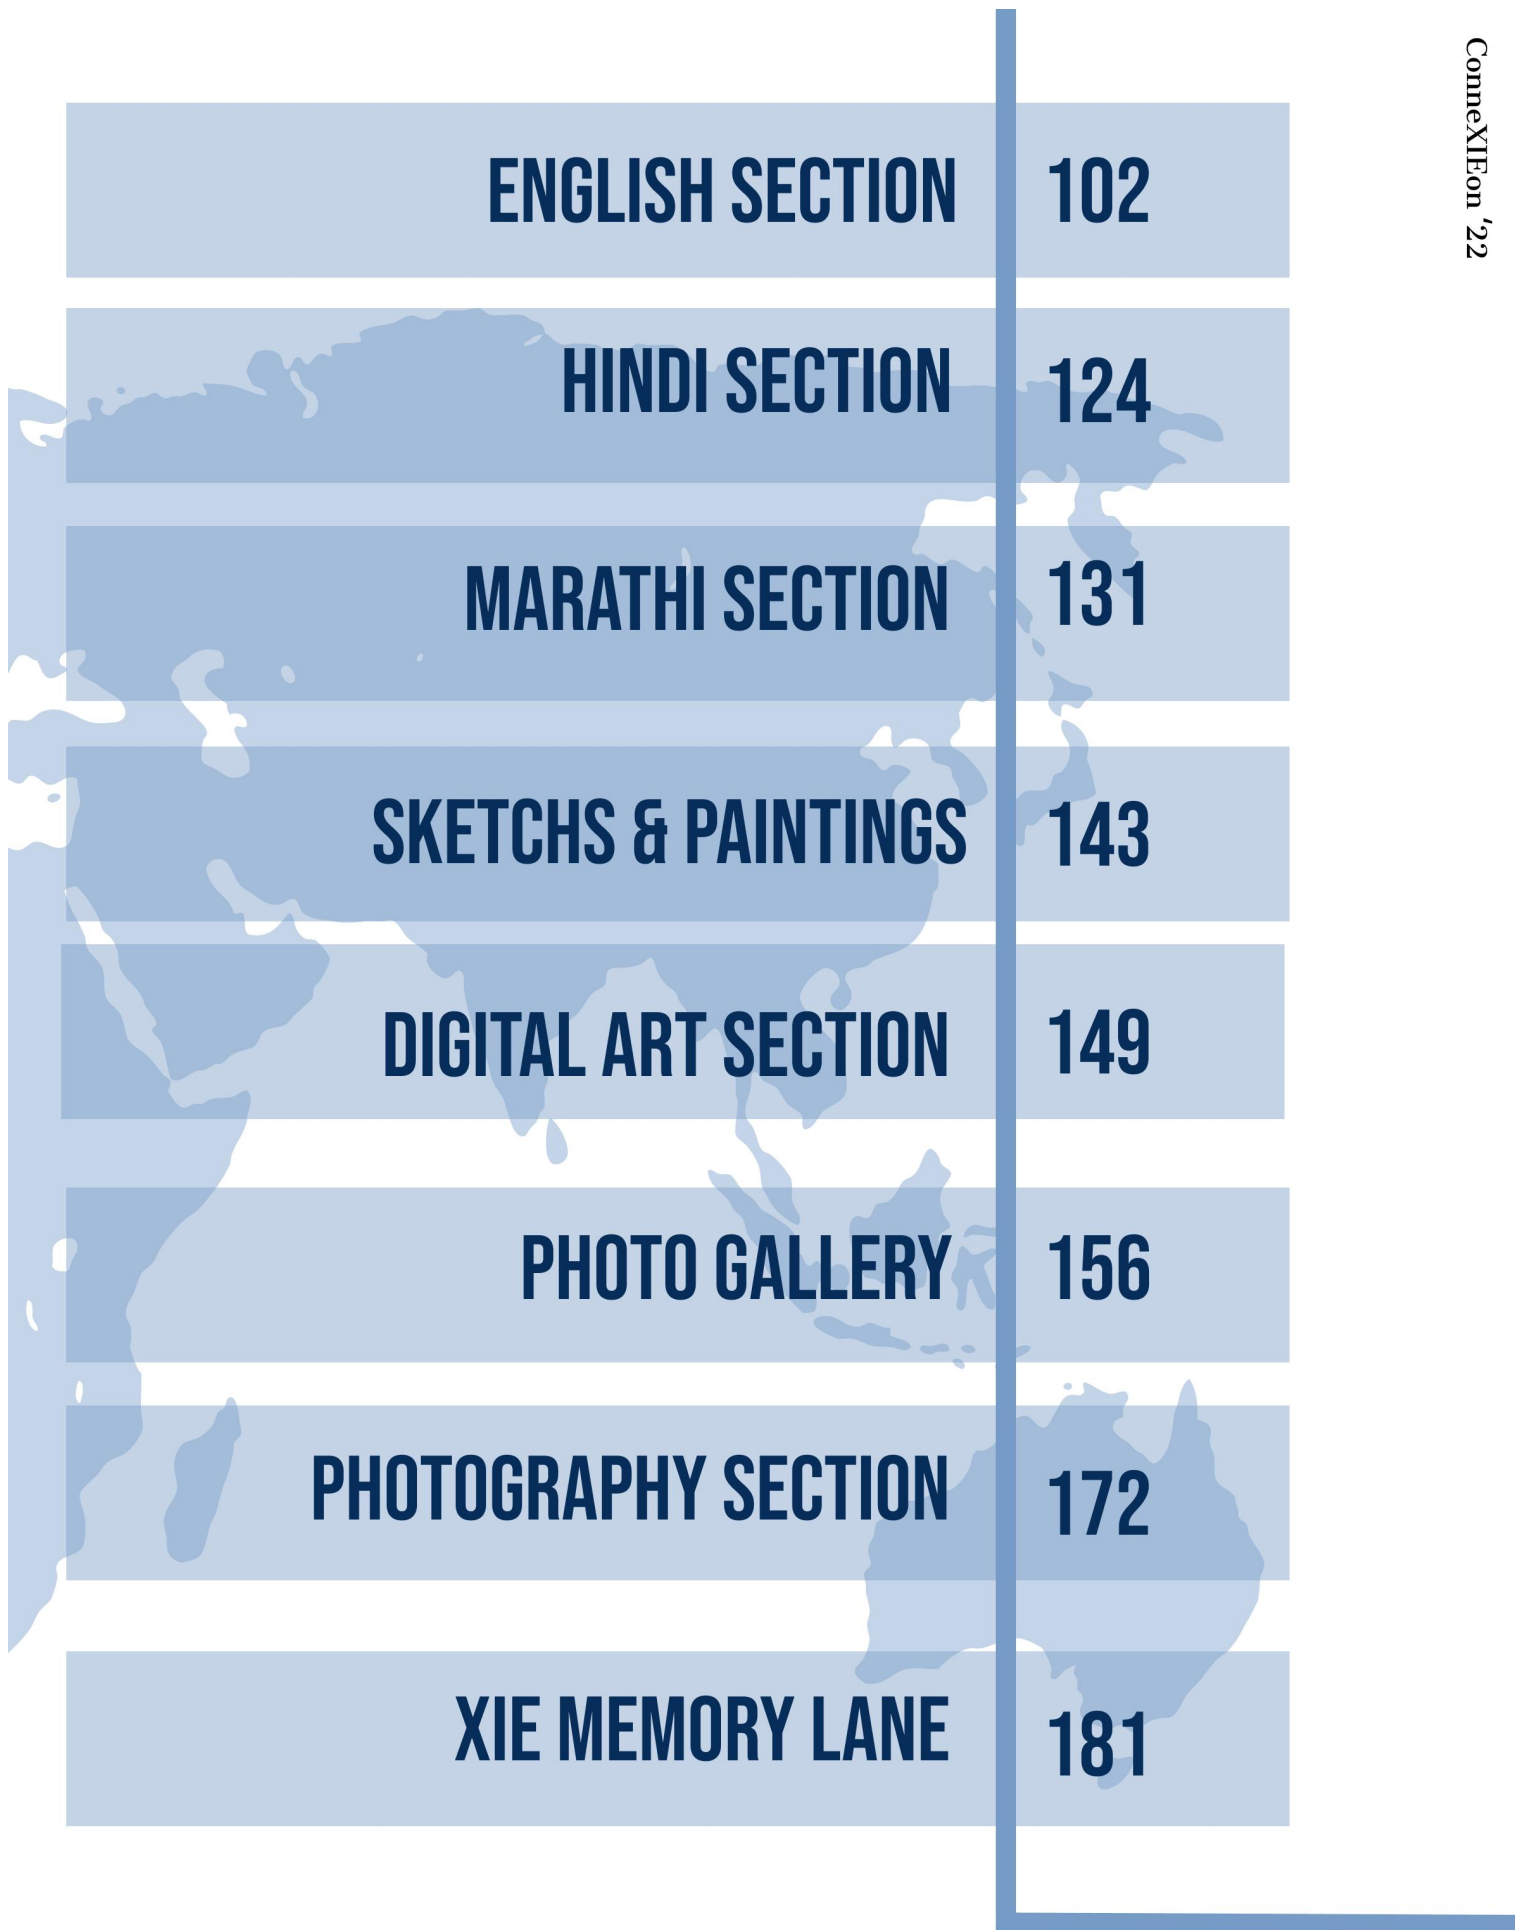 ConneXIEon '22
ENGLISH SECTION 102
HINDI SECTION 124
MARATHI SECTION 131
SKETCHS & PAINTINGS 143
DIGITAL ART SECTION 149
PHOTO GALLERY 156
PHOTOGRAPHY SECTION 172
XIE MEMORY LANE 181